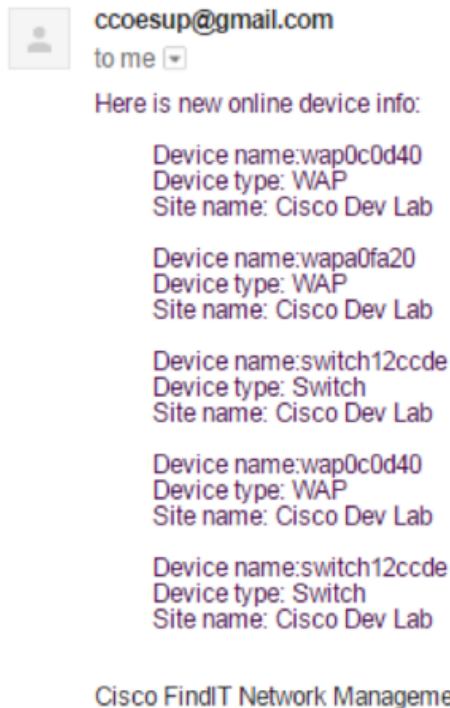 ccoesup@gmail.com
to me
Here is new online device info:
Device name:wap0c0d40
Device type: WAP
Site name: Cisco Dev Lab
Device name:wapa0fa20
Device type: WAP
Site name: Cisco Dev Lab
Device name:switch12ccde
Device type: Switch
Site name: Cisco Dev Lab
Device name:wap0c0d40
Device type: WAP
Site name: Cisco Dev Lab
Device name:switch12ccde
Device type: Switch
Site name: Cisco Dev Lab
Cisco FindIT Network Manageme